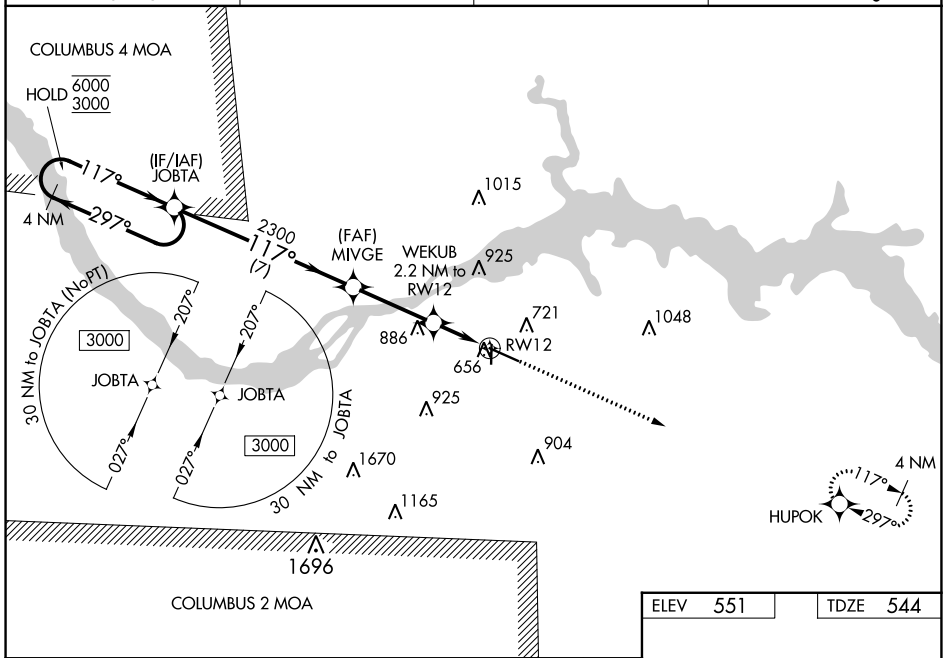 COLUMBUS 4 MOA
HOLD 6000
3000
117°
297°
4 NM
(IF/IAF)
JOBTA
2300
117°
(7)
(FAF)
MIVGE
WEKUB
2.2 NM to
RW12
1015
925
886
721
1048
656
RW12
925
904
1670
1165
1696
30 NM to JOBTA (NoPT)
3000
207°
JOBTA
027°
207°
JOBTA
027°
3000
30 NM to JOBTA
4 NM
117°
297°
HUPOK
COLUMBUS 2 MOA
ELEV 551
TDZE 544